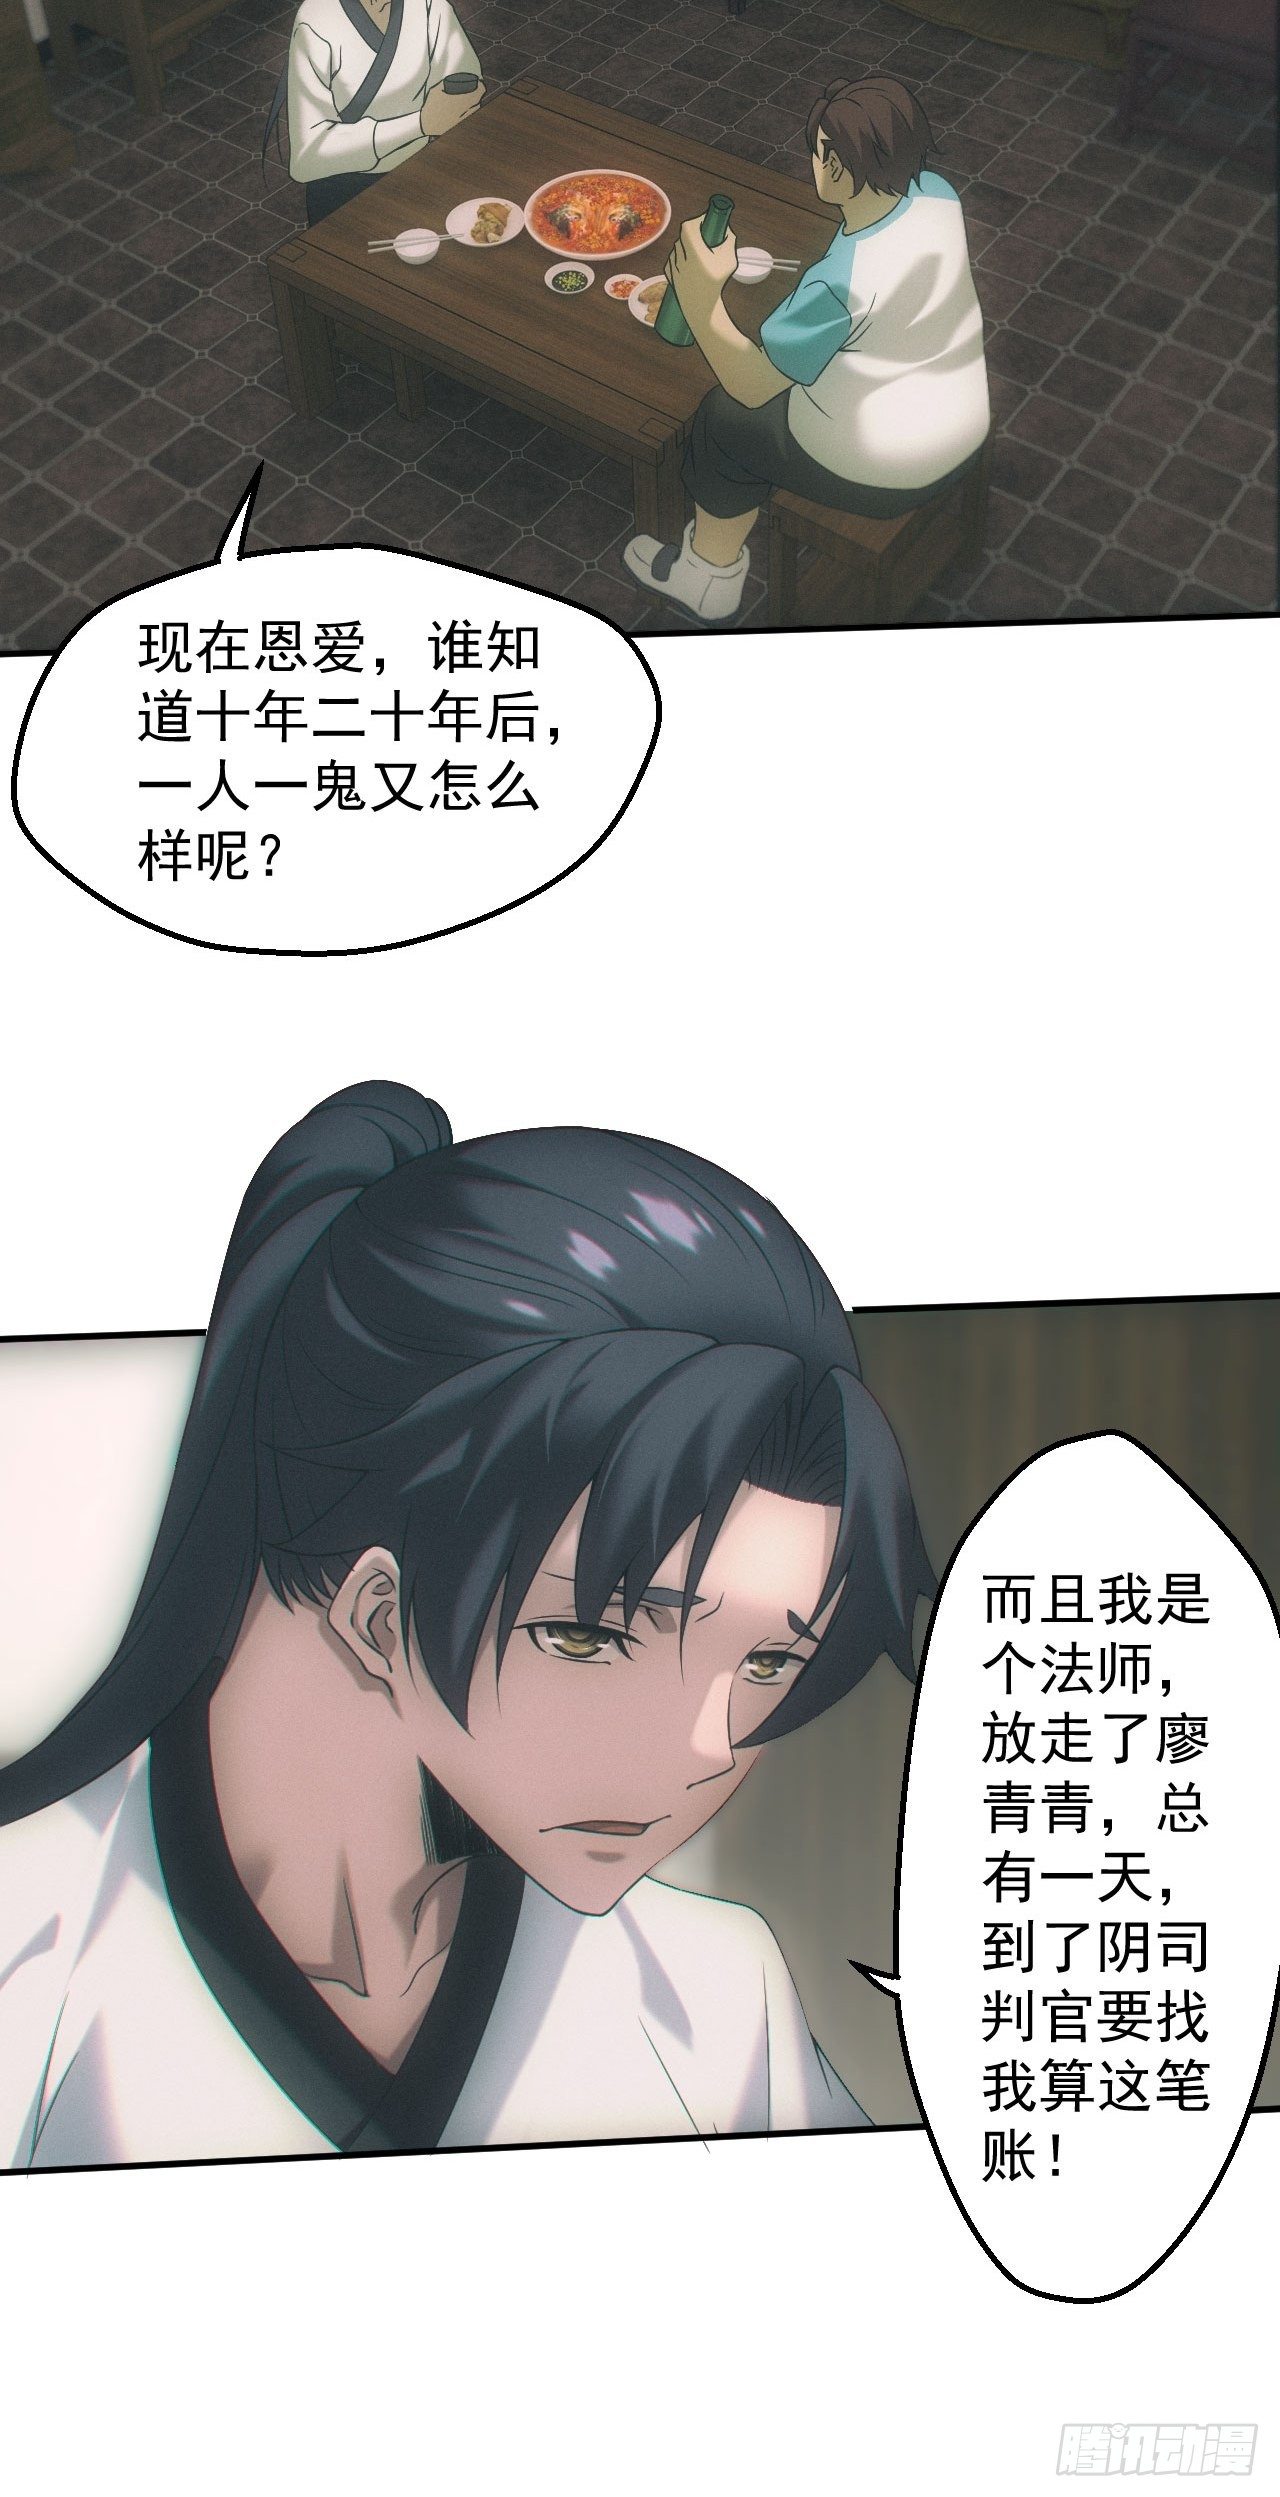 现在恩爱，谁知
道十年二十年后，
一人一鬼又怎么
样呢？
而且我是
个法师，
放走了廖
青青，总
有一天，
到了阴司
判官要找
我算这笔
账！
腾讯动漫